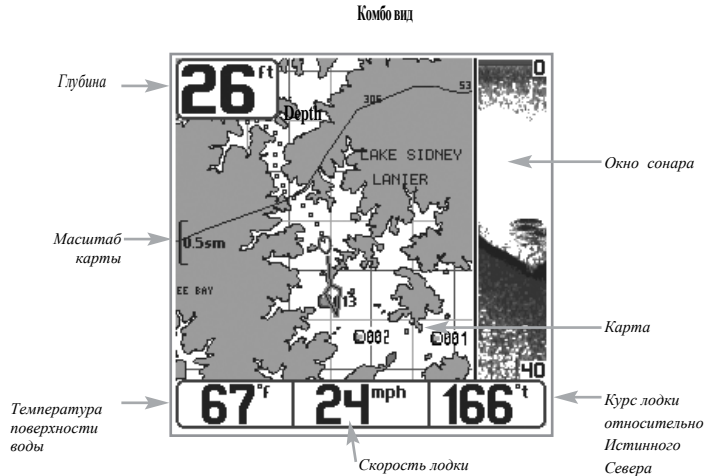 Комбо вид
Глубина
26 ft
Depth
306
53
0
LAKE SIDNEY
LANIER
Окно сонара
Масштаб
карты
0.5sm
EE BAY
13
002
001
Карта
40
67°F
24 mph
166°t
Температура
поверхности
воды
Скорость лодки
Курс лодки
относительно
Истинного
Севера